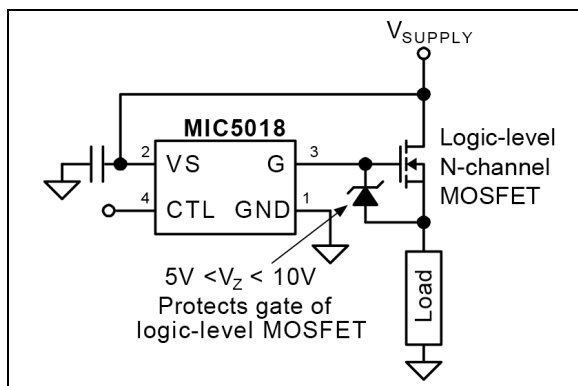 VSUPPLY
MIC5018
2 VS G 3
4 CTL GND 1
Logic-level
N-channel
MOSFET
5V <VZ < 10V
Protects gate of
logic-level MOSFET
Load